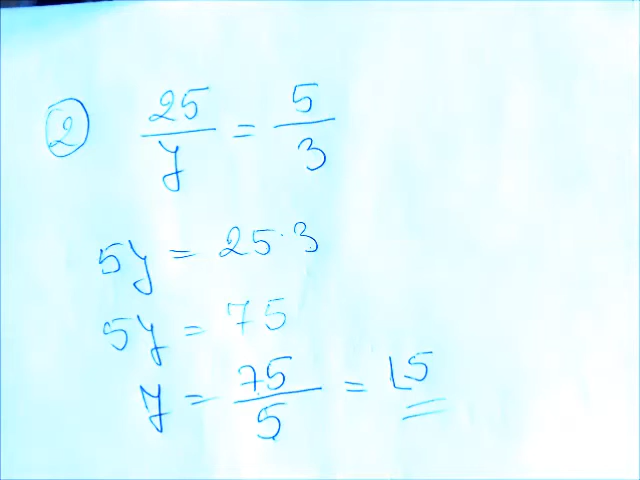 ② 25/y = 5/3
5y = 25·3
5y = 75
y = 75/5 = 15